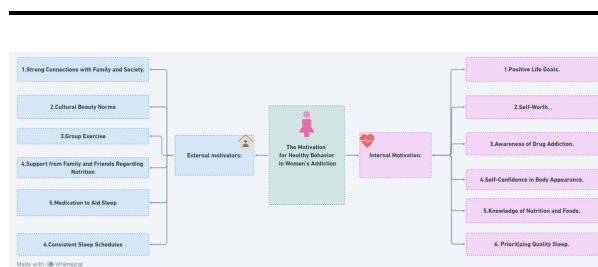 1.Strong Connections with Family and Society.
2.Cultural Beauty Norms
3.Group Exercise
4.Support from Family and Friends Regarding
Nutrition
5.Medication to Aid Sleep
6.Consistent Sleep Schedules
External motivators:
The Motivation
for Healthy Behavior
in Women's Addiction
Internal Motivation:
1.Positive Life Goals.
2.Self-Worth.
3.Awareness of Drug Addiction.
4.Self-Confidence in Body Appearance.
5.Knowledge of Nutrition and Foods.
6. Prioritizing Quality Sleep.
Made with Whimsical